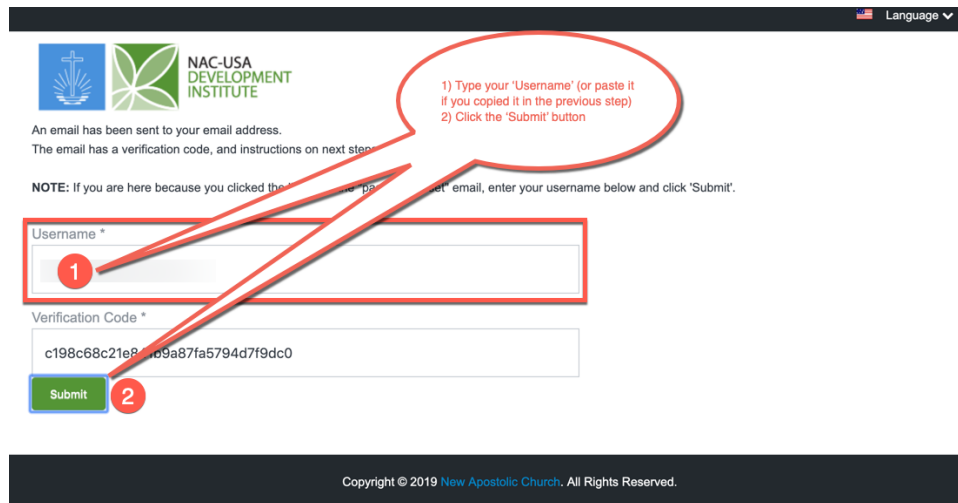 Language
NAC-USA
DEVELOPMENT
INSTITUTE
1) Type your 'Username' (or paste it
if you copied it in the previous step)
2) Click the 'Submit' button
An email has been sent to your email address.
The email has a verification code, and instructions on next
NOTE: If you are here because you clicked the email, enter your username below and click 'Submit'.
Username *
1
Verification Code *
Submit
2
Copyright © 2019 New Apostolic Church. All Rights Reserved.